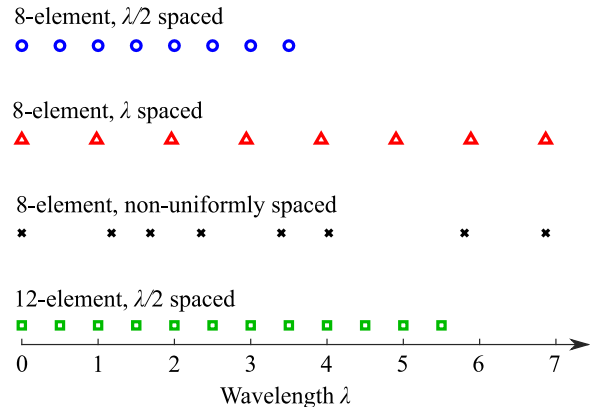 8-element, λ/2 spaced
8-element, λ spaced
8-element, non-uniformly spaced
12-element, λ/2 spaced
0 1 2 3 4 5 6 7
Wavelength λ